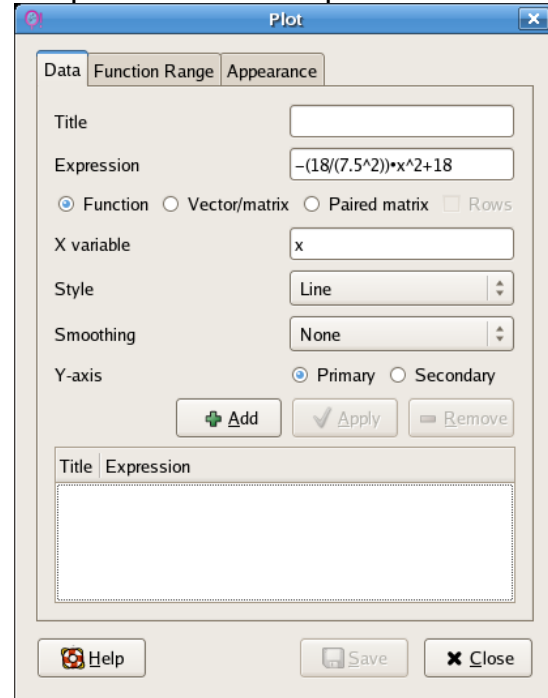 Plot
Data Function Range Appearance
Title
Expression −(18/(7.5^2))•x^2+18
Function Vector/matrix Paired matrix Rows
X variable x
Style Line
Smoothing None
Y-axis Primary Secondary
Add Apply Remove
Title Expression
Help Save Close